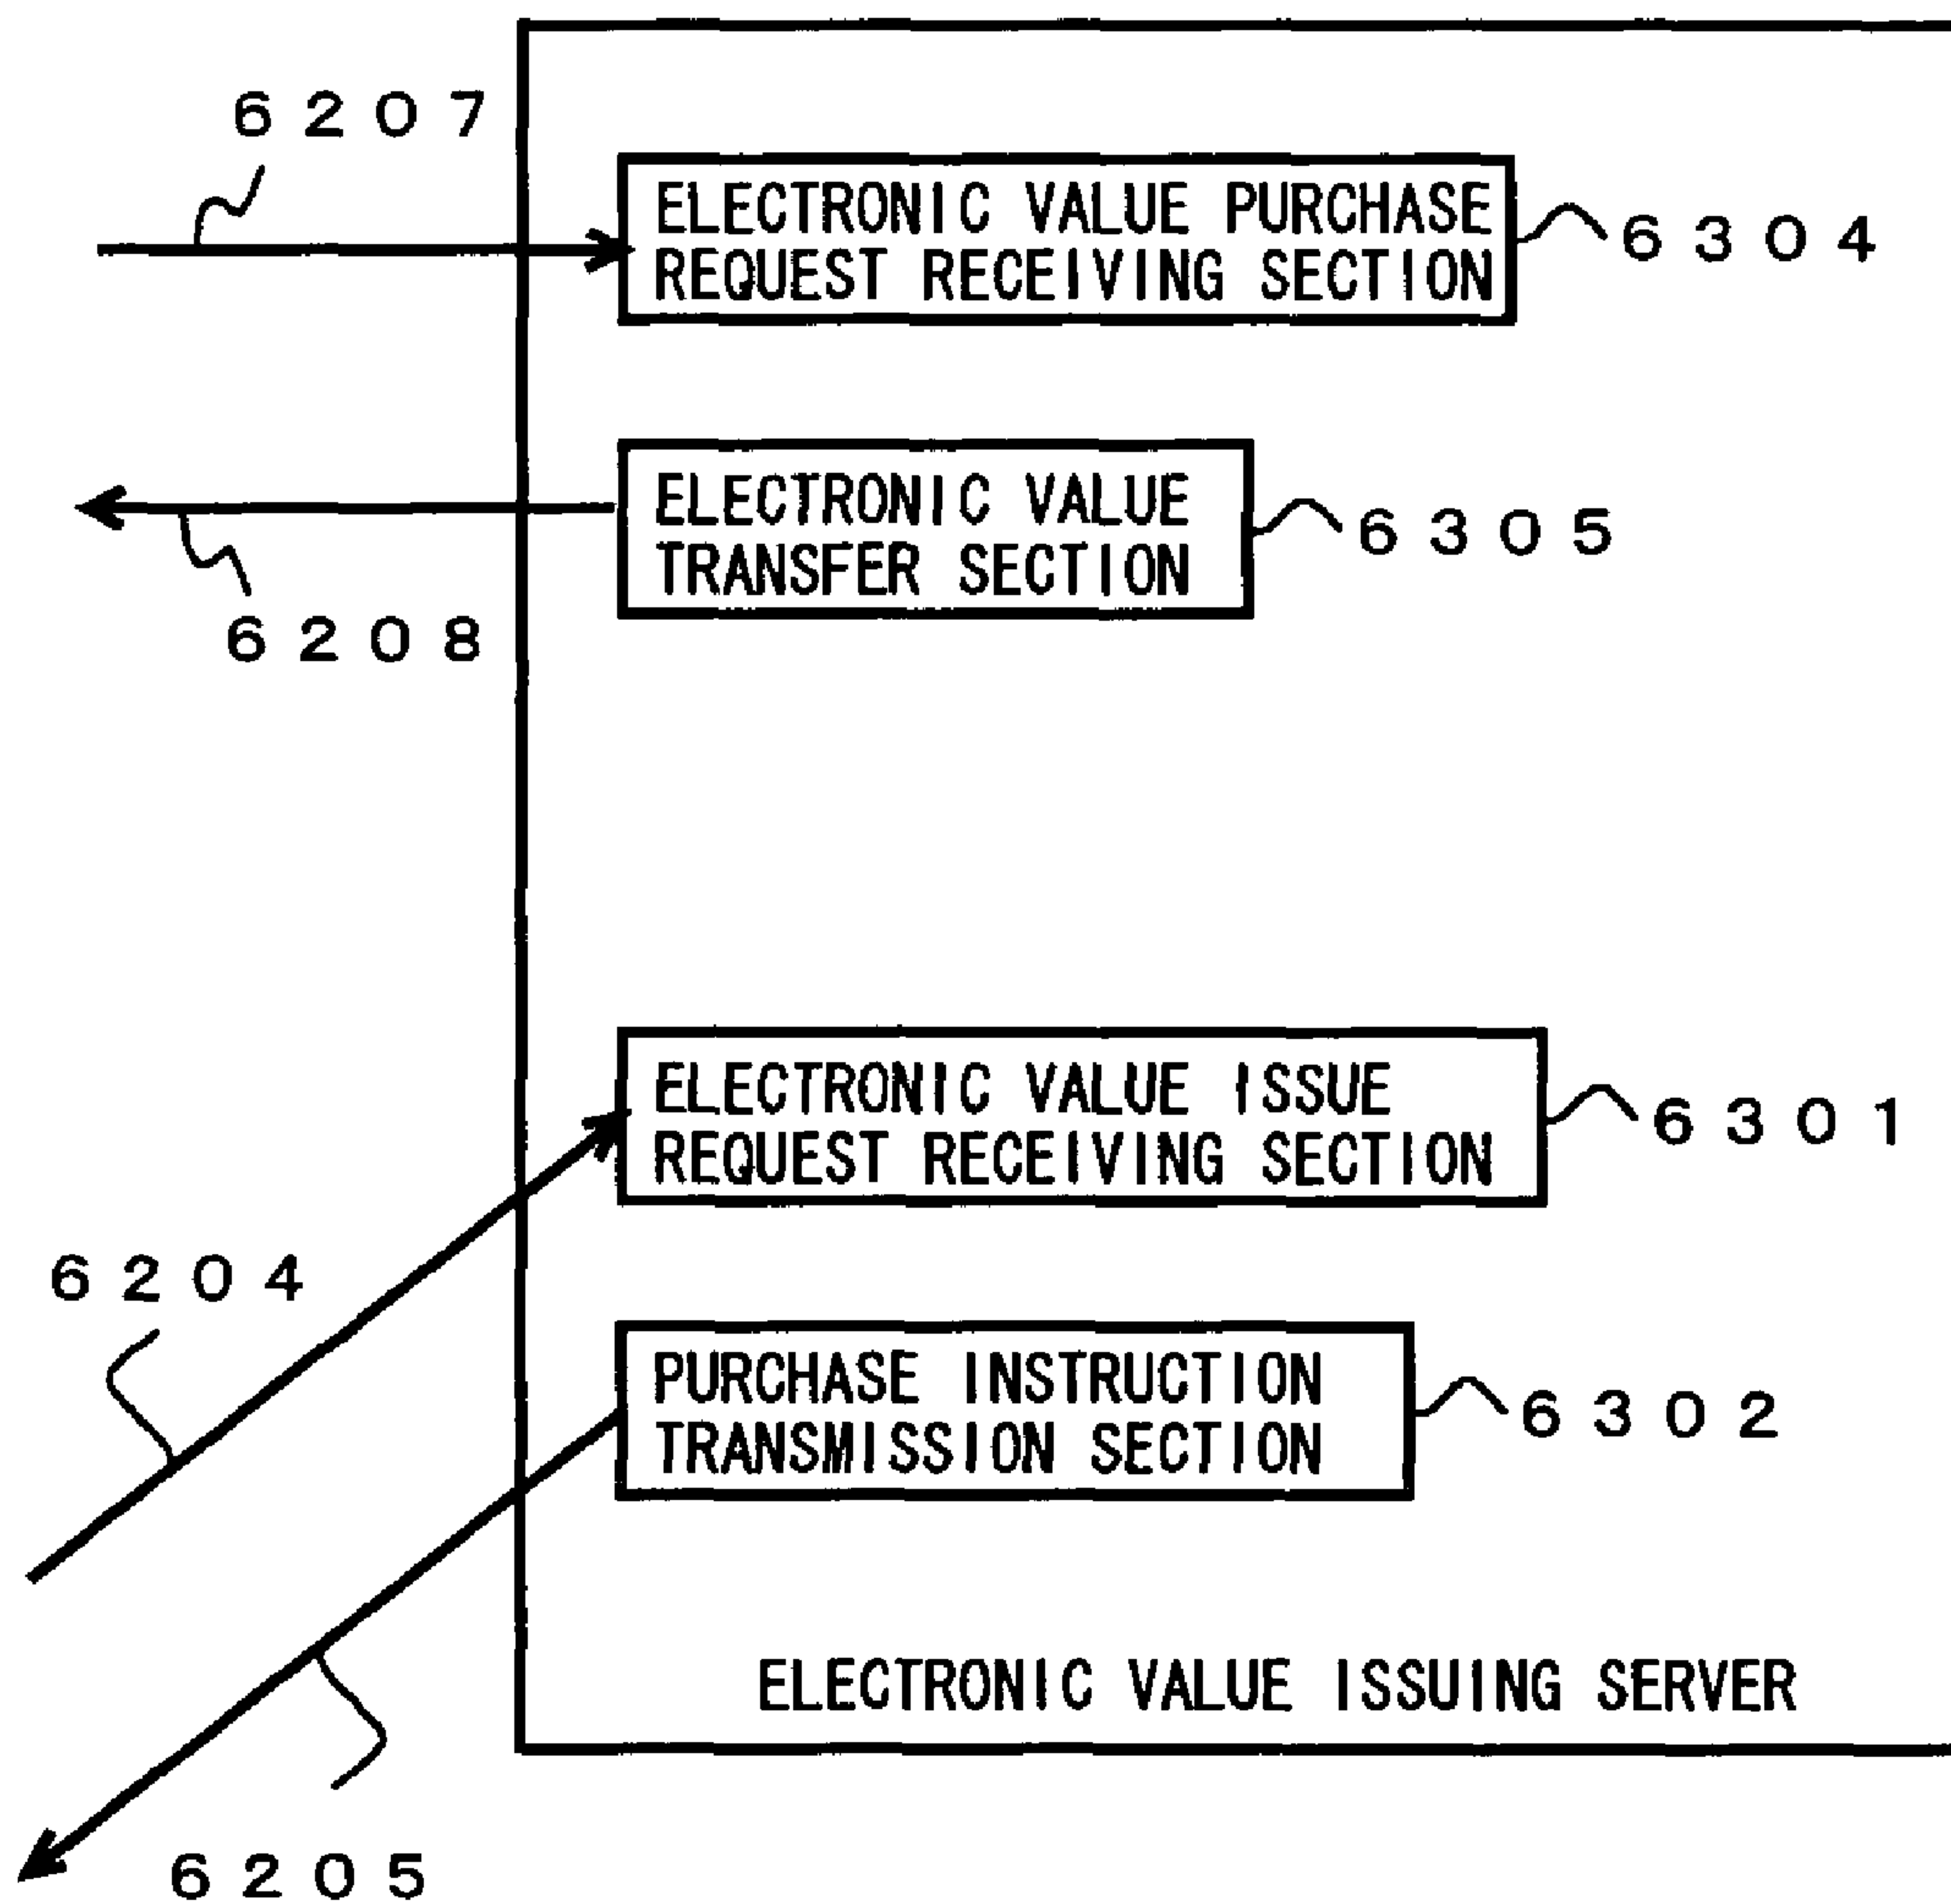 6207
ELECTRONIC VALUE PURCHASE
REQUEST RECEIVING SECTION
6304
ELECTRONIC VALUE
TRANSFER SECTION
6305
6208
ELECTRONIC VALUE ISSUE
REQUEST RECEIVING SECTION
6301
6204
PURCHASE INSTRUCTION
TRANSMISSION SECTION
6302
ELECTRONIC VALUE ISSUING SERVER
6205